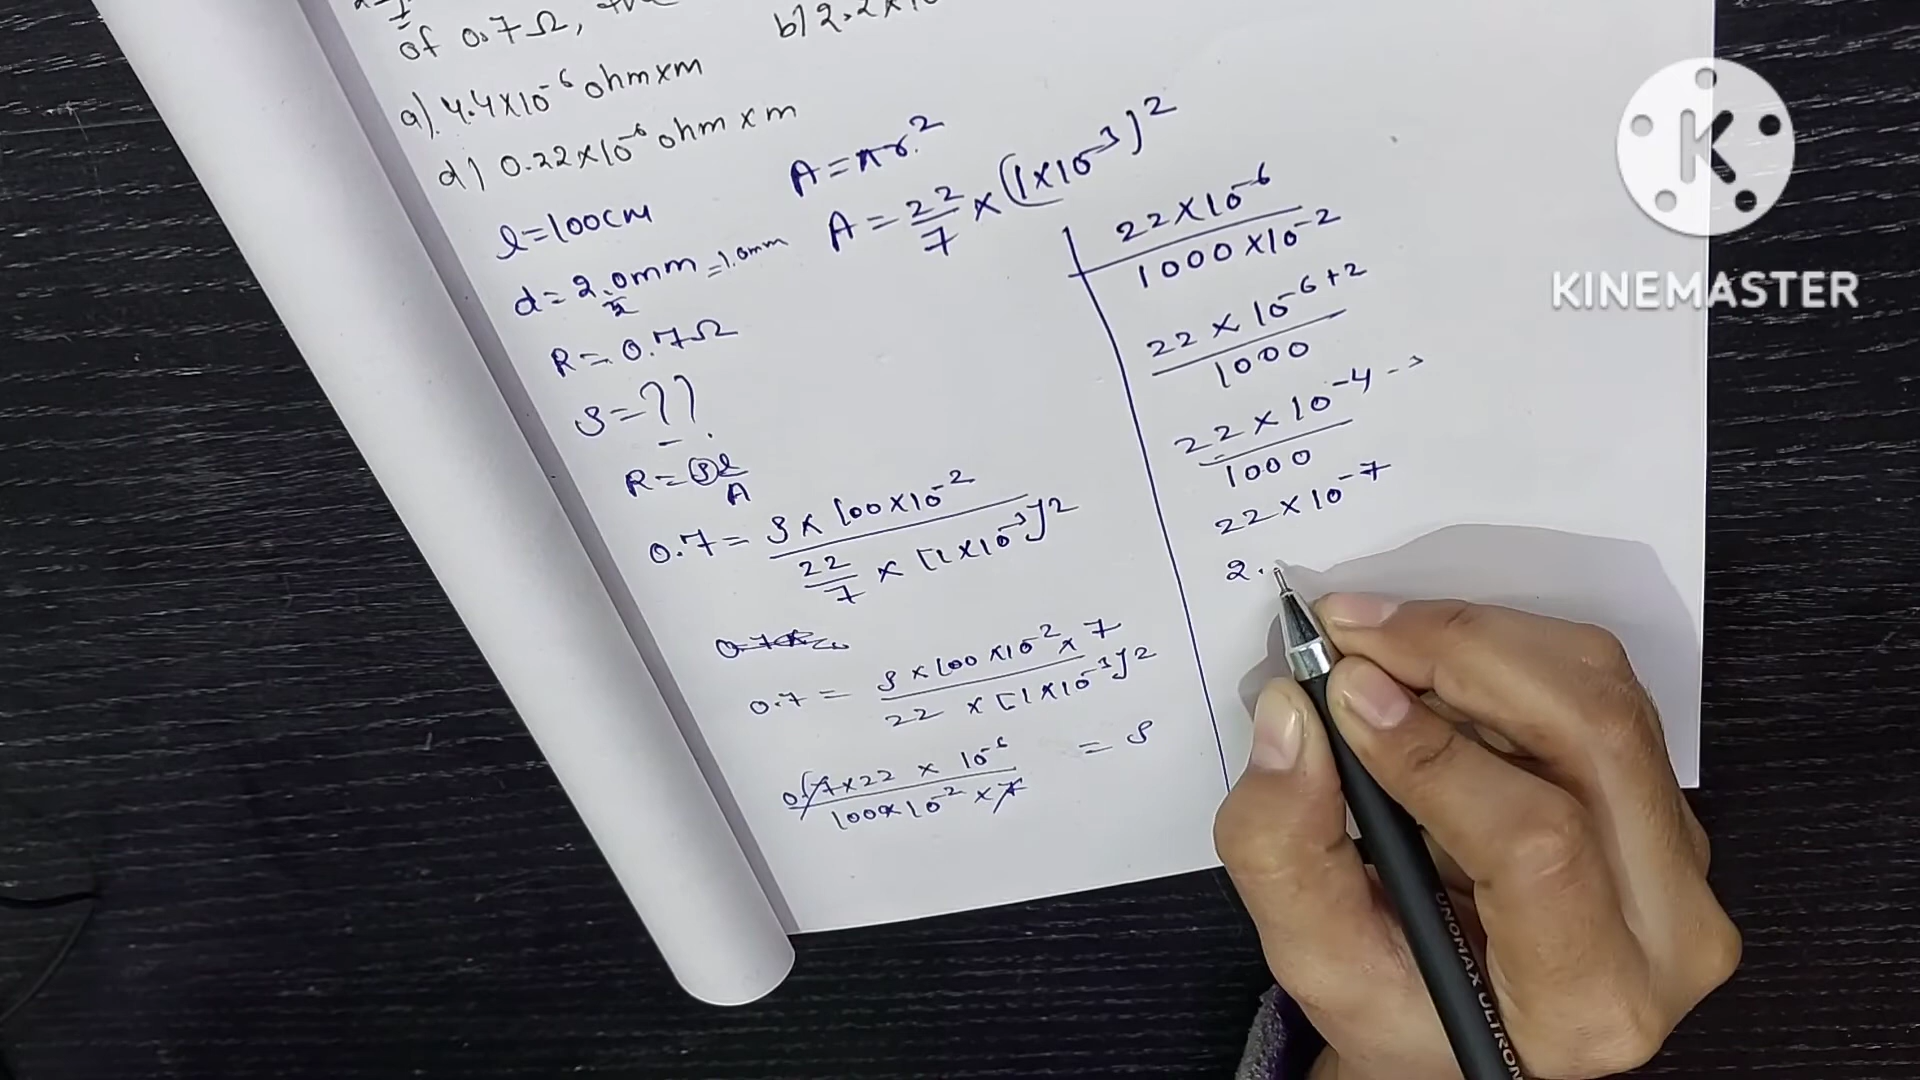 of 0.7Ω,
b) 2.2×10
a). 4.4×10⁻⁶ ohm×m
d) 0.22×10⁻⁶ ohm×m
l=100cm
d=2.0mm =1.0mm
2
R=0.7Ω
ρ=??
R=ρl/A
0.7 = ρ×100×10⁻² / 22/7 × [1×10⁻³]2
0.7 = ρ×100×10⁻²×7 / 22 × [1×10⁻³]2
0.7×22×10⁻⁶ / 100×10⁻²×7 = ρ
A=πr.²
A = 22/7 × (1×10⁻³)²
22×10⁻⁶ / 1000×10⁻²
22×10⁻⁶⁺² / 1000
22×10⁻⁴ / 1000
22×10⁻⁷
2.
K
KINEMASTER
UNOMAX ULTRON